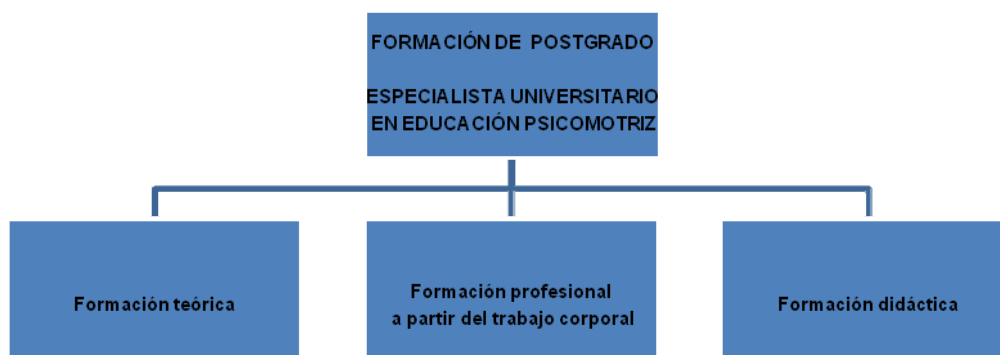 FORMACIÓN DE POSTGRADO
ESPECIALISTA UNIVERSITARIO
EN EDUCACIÓN PSICOMOTRIZ
Formación teórica
Formación profesional
a partir del trabajo corporal
Formación didáctica